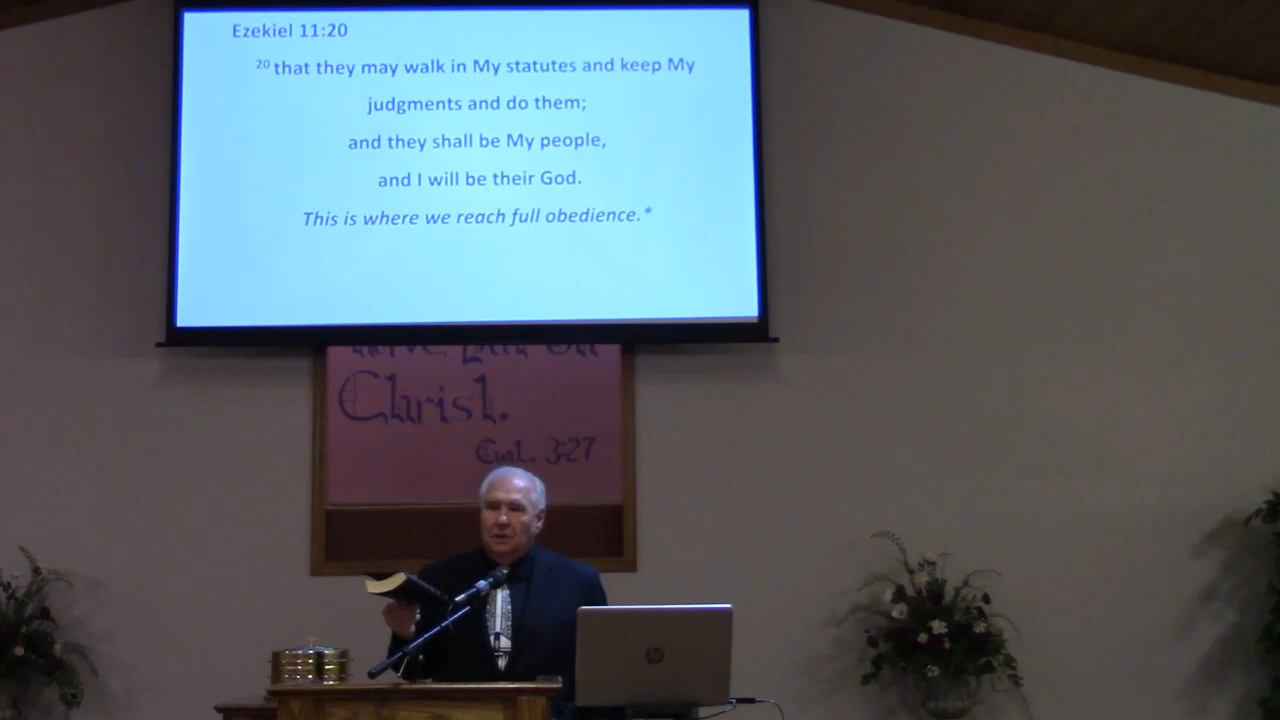 Ezekiel 11:20
20 that they may walk in My statutes and keep My
judgments and do them;
and they shall be My people,
and I will be their God.
This is where we reach full obedience.*
Christ.
Gal. 3:27
hp